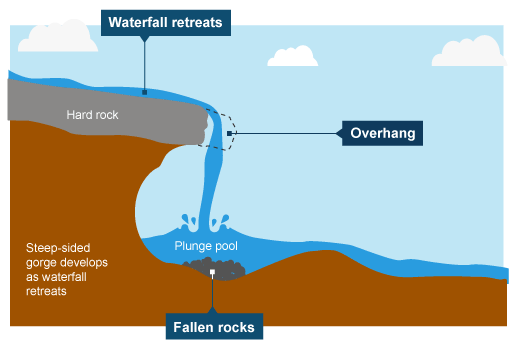 Waterfall retreats
Hard rock
Overhang
Plunge pool
Steep-sided
gorge develops
as waterfall
retreats
Fallen rocks